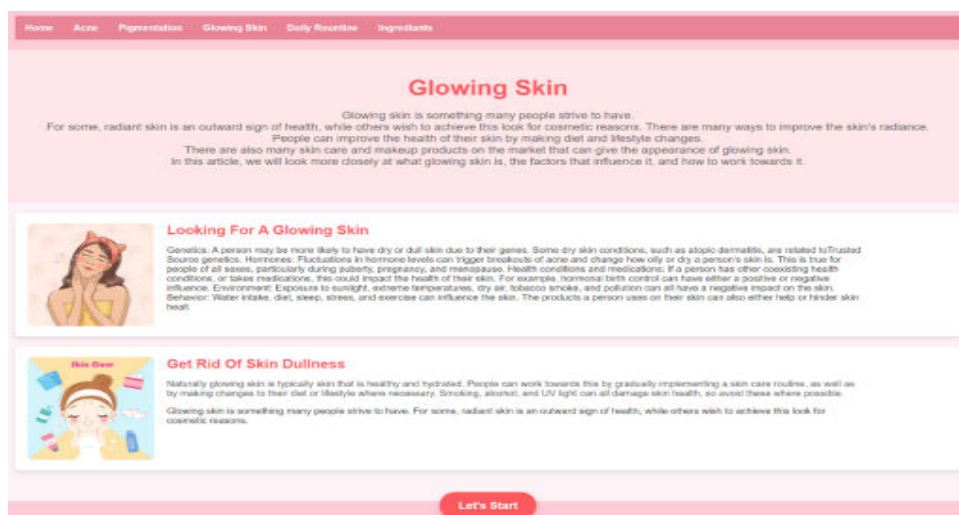 Home Acne Pigmentation Glowing Skin Daily Rountine Ingrediants
Glowing Skin
Glowing skin is something many people strive to have.
For some, radiant skin is an outward sign of health, while others wish to achieve this look for cosmetic reasons. There are many ways to improve the skin's radiance.
People can improve the health of their skin by making diet and lifestyle changes.
There are also many skin care and makeup products on the market that can give the appearance of glowing skin.
In this article, we will look more closely at what glowing skin is, the factors that influence it, and how to work towards it.
Looking For A Glowing Skin
Genetics: A person may be more likely to have dry or dull skin due to their genes. Some dry skin conditions, such as atopic dermatitis, are related toTrusted
Source genetics. Hormones: Fluctuations in hormone levels can trigger breakouts of acne and change how oily or dry a person's skin is. This is true for
people of all sexes, particularly during puberty, pregnancy, and menopause. Health conditions and medications: If a person has other coexisting health
conditions, or takes medications, this could impact the health of their skin. For example, hormonal birth control can have either a positive or negative
influence. Environment: Exposure to sunlight, extreme temperatures, dry air, tobacco smoke, and pollution can all have a negative impact on the skin.
Behavior: Water intake, diet, sleep, stress, and exercise can influence the skin. The products a person uses on their skin can also either help or hinder skin
healt
Skin Care
Get Rid Of Skin Dullness
Naturally glowing skin is typically skin that is healthy and hydrated. People can work towards this by gradually implementing a skin care routine, as well as
by making changes to their diet or lifestyle where necessary. Smoking, alcohol, and UV light can all damage skin health, so avoid these where possible.
Glowing skin is something many people strive to have. For some, radiant skin is an outward sign of health, while others wish to achieve this look for
cosmetic reasons.
Let's Start